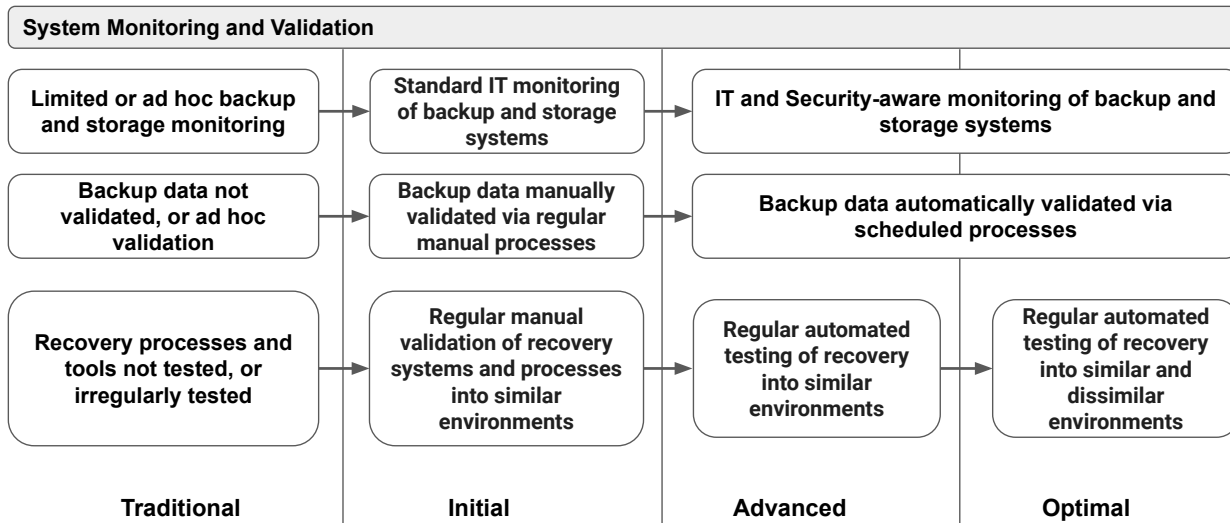 System Monitoring and Validation
Limited or ad hoc backup
and storage monitoring
Standard IT monitoring
of backup and storage
systems
IT and Security-aware monitoring of backup and
storage systems
Backup data not
validated, or ad hoc
validation
Backup data manually
validated via regular
manual processes
Backup data automatically validated via
scheduled processes
Recovery processes and
tools not tested, or
irregularly tested
Regular manual
validation of recovery
systems and processes
into similar
environments
Regular automated
testing of recovery
into similar
environments
Regular automated
testing of recovery
into similar and
dissimilar
environments
Traditional
Initial
Advanced
Optimal